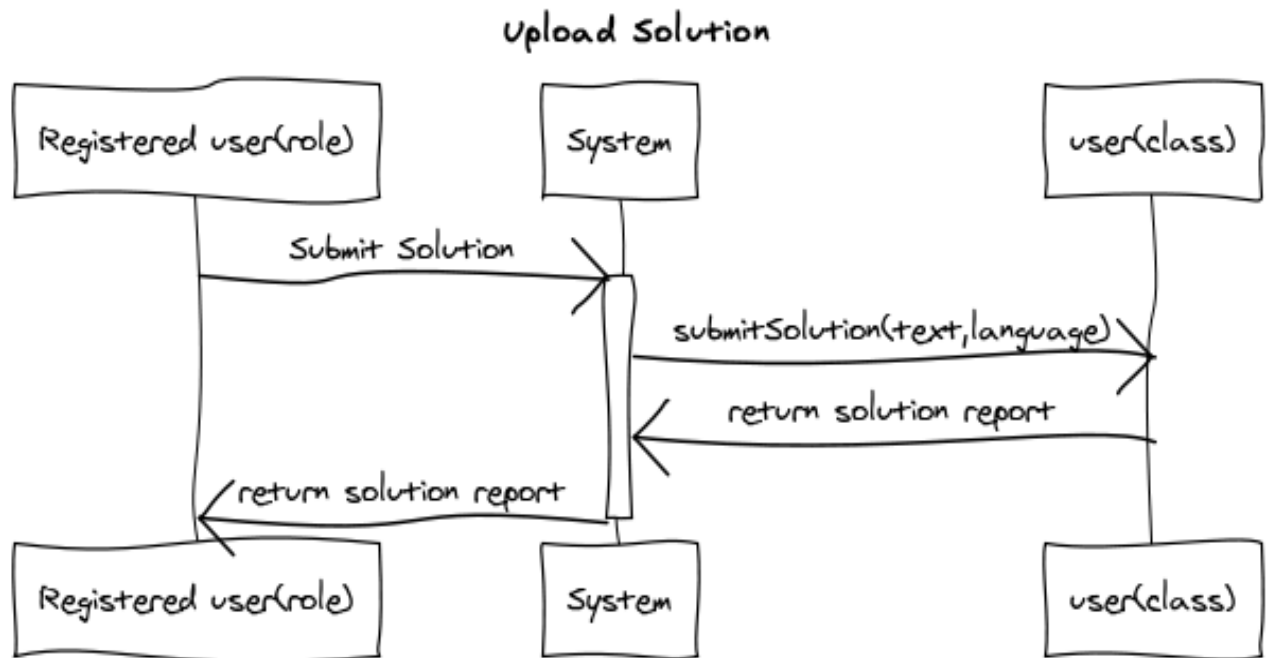 Upload Solution
Registered user(role)
System
user(class)
Submit Solution
submitSolution(text,language)
return solution report
return solution report
Registered user(role)
System
user(class)